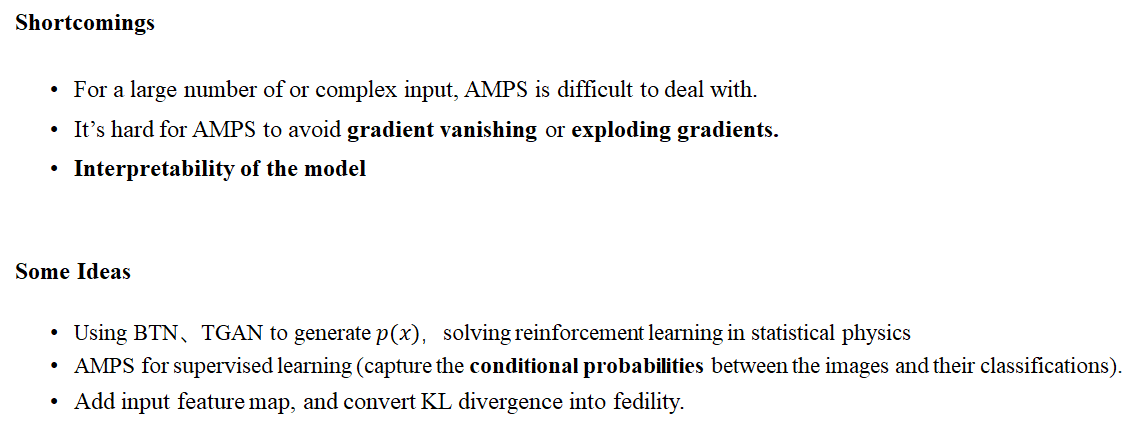 Shortcomings
• For a large number of or complex input, AMPS is difficult to deal with.
• It’s hard for AMPS to avoid gradient vanishing or exploding gradients.
• Interpretability of the model
Some Ideas
• Using BTN、TGAN to generate p(x)，solving reinforcement learning in statistical physics
• AMPS for supervised learning (capture the conditional probabilities between the images and their classifications).
• Add input feature map, and convert KL divergence into fedility.